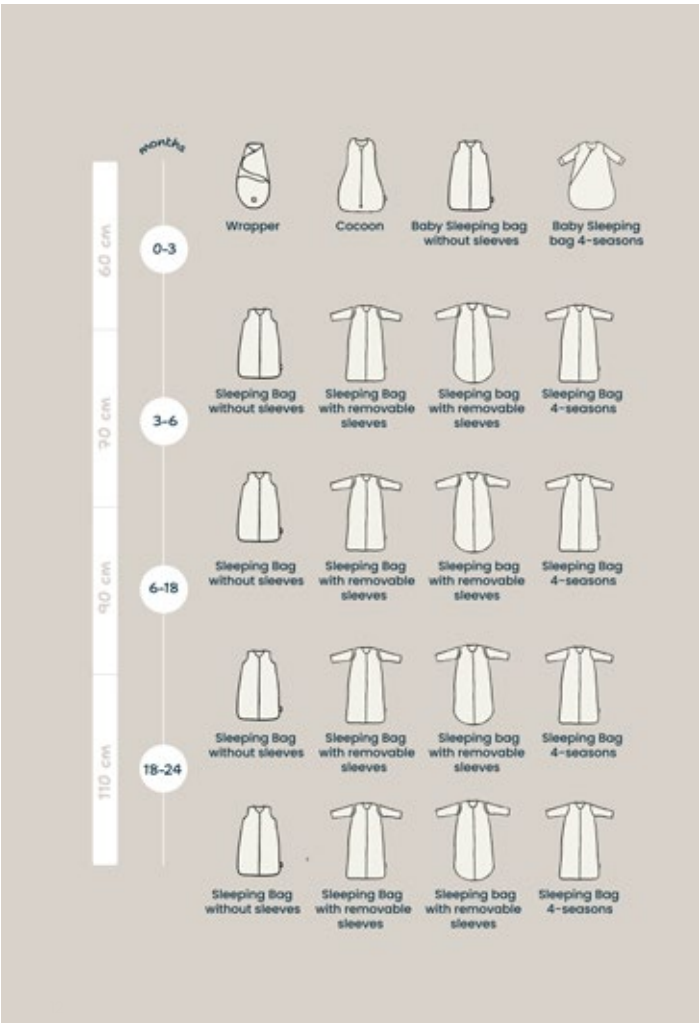 months
Wrapper
Cocoon
Baby Sleeping bag
without sleeves
Baby Sleeping
bag 4-seasons
60 cm
0-3
Sleeping Bag
without sleeves
Sleeping Bag
with removable
sleeves
Sleeping bag
with removable
sleeves
Sleeping Bag
4-seasons
70 cm
3-6
Sleeping Bag
without sleeves
Sleeping Bag
with removable
sleeves
Sleeping bag
with removable
sleeves
Sleeping Bag
4-seasons
90 cm
6-18
Sleeping Bag
without sleeves
Sleeping Bag
with removable
sleeves
Sleeping bag
with removable
sleeves
Sleeping Bag
4-seasons
110 cm
18-24
Sleeping Bag
without sleeves
Sleeping Bag
with removable
sleeves
Sleeping bag
with removable
sleeves
Sleeping Bag
4-seasons